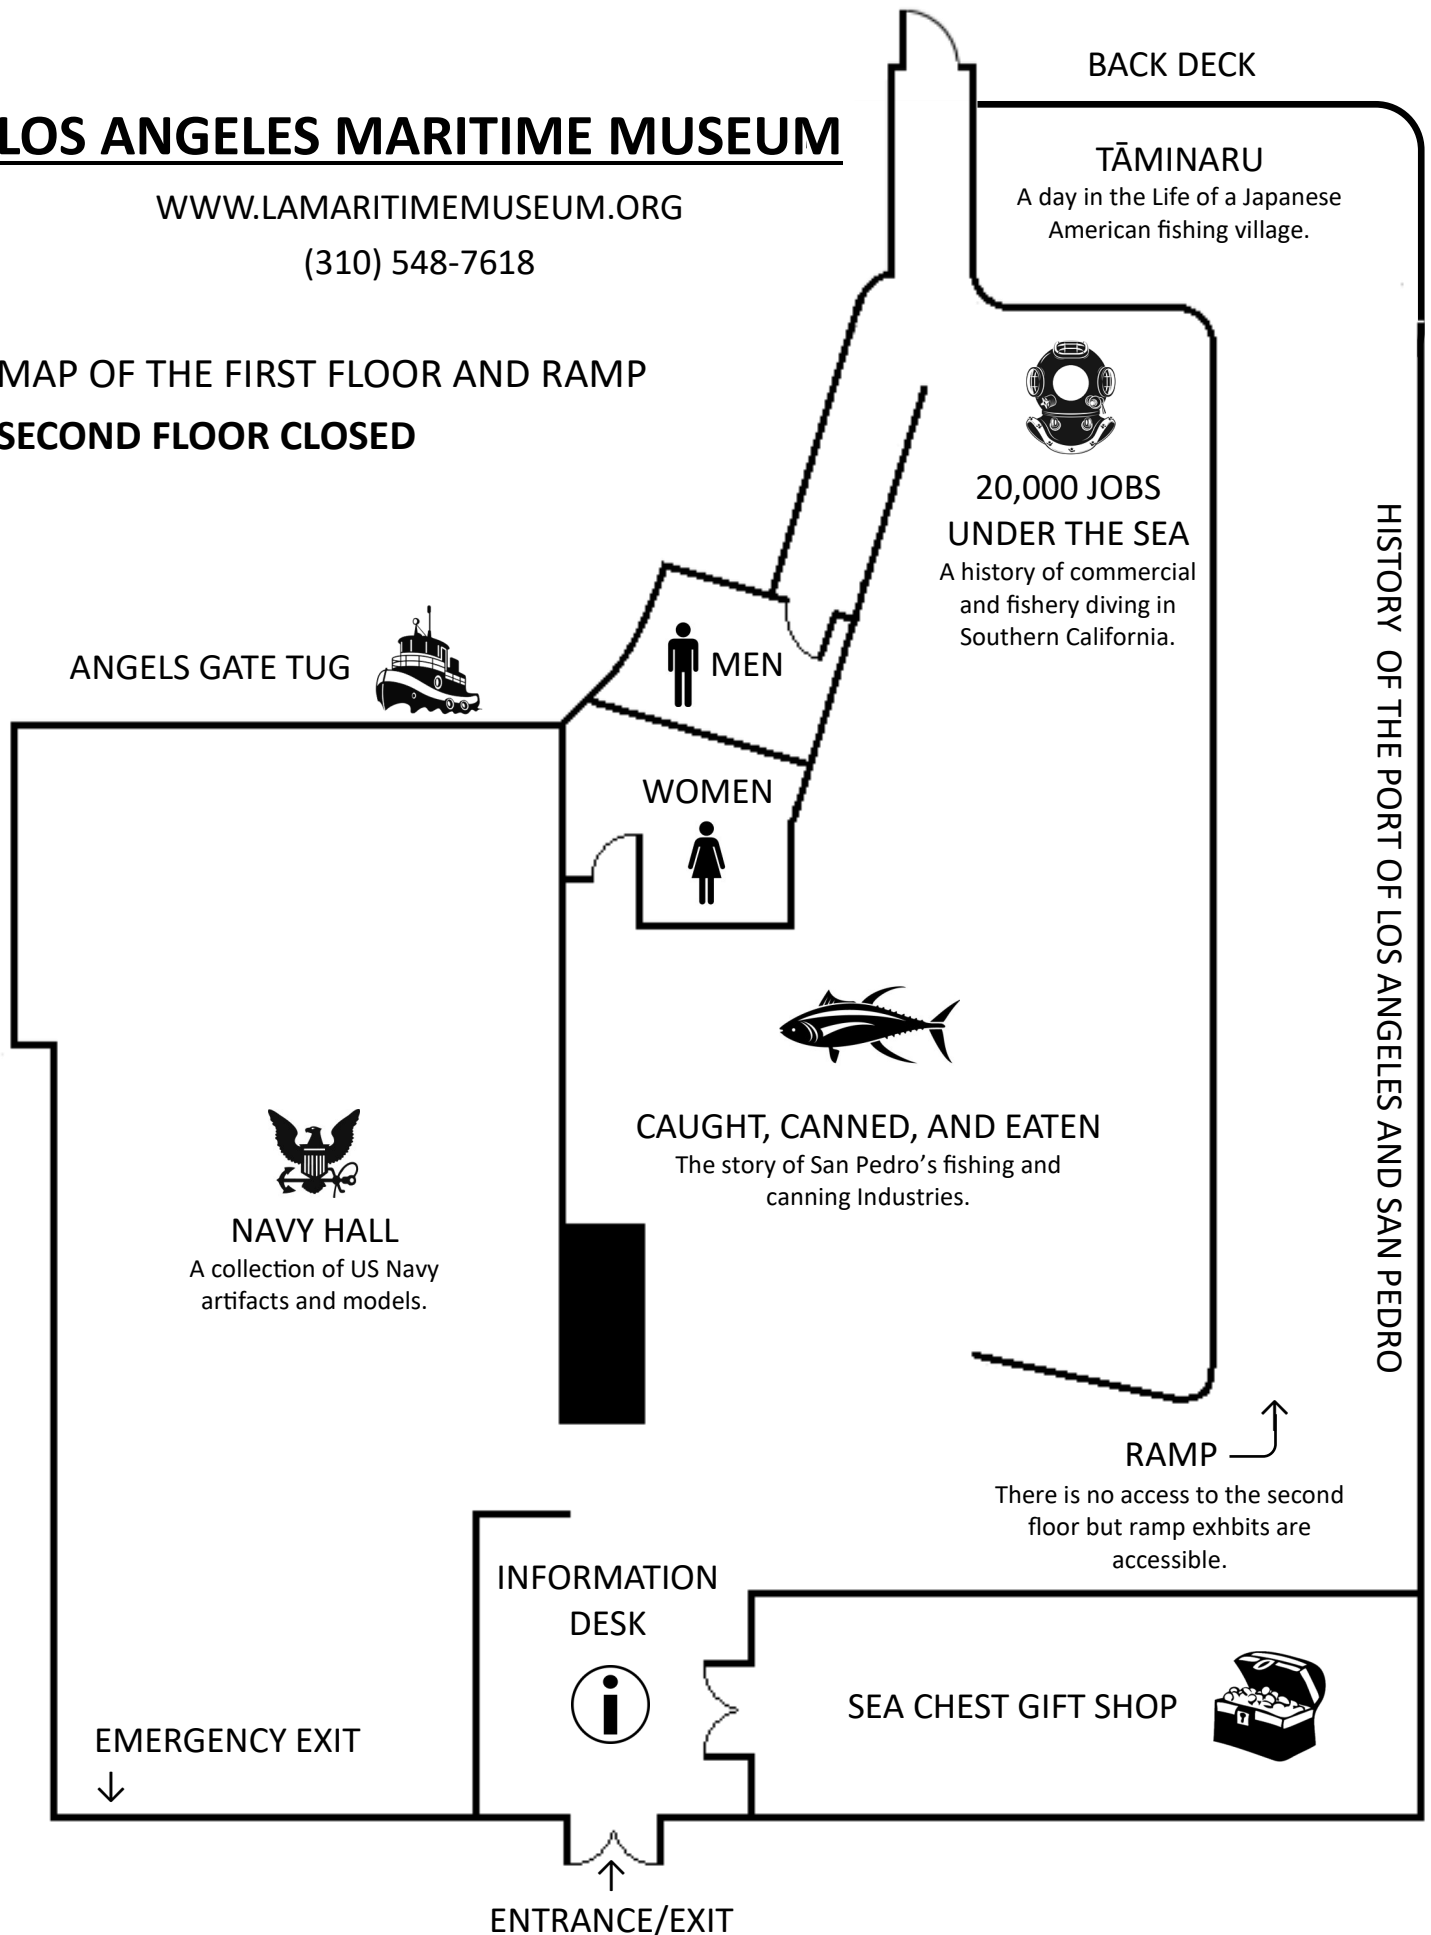 LOS ANGELES MARITIME MUSEUM
WWW.LAMARITIMEMUSEUM.ORG
(310) 548-7618
MAP OF THE FIRST FLOOR AND RAMP
SECOND FLOOR CLOSED
BACK DECK
TĀMINARU
A day in the Life of a Japanese
American fishing village.
20,000 JOBS
UNDER THE SEA
A history of commercial
and fishery diving in
Southern California.
HISTORY OF THE PORT OF LOS ANGELES AND SAN PEDRO
ANGELS GATE TUG
MEN
WOMEN
CAUGHT, CANNED, AND EATEN
The story of San Pedro's fishing and
canning Industries.
NAVY HALL
A collection of US Navy
artifacts and models.
RAMP
There is no access to the second
floor but ramp exhbits are
accessible.
INFORMATION
DESK
SEA CHEST GIFT SHOP
EMERGENCY EXIT
ENTRANCE/EXIT